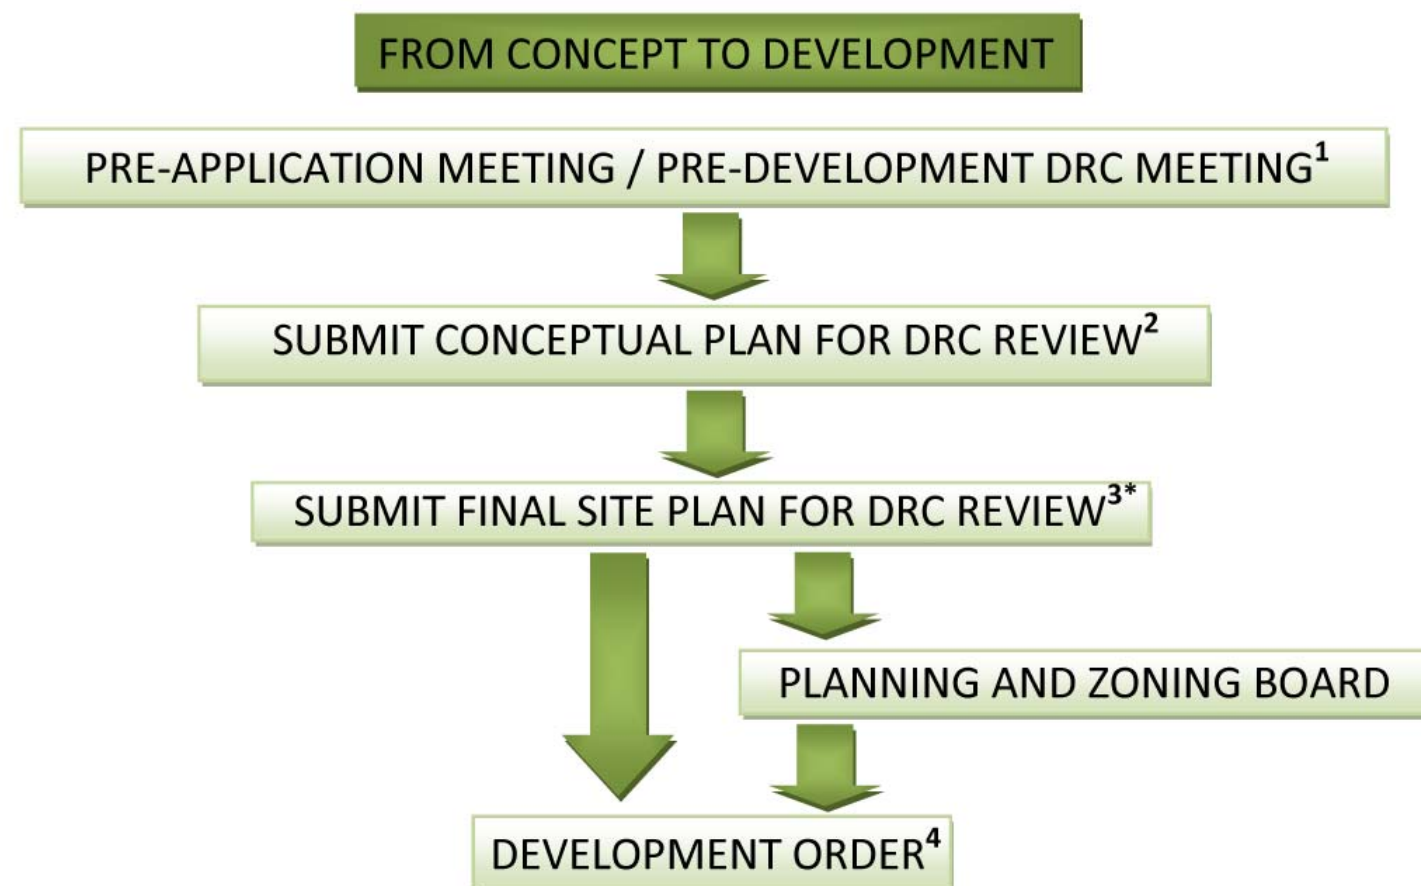 FROM CONCEPT TO DEVELOPMENT
PRE-APPLICATION MEETING / PRE-DEVELOPMENT DRC MEETING¹
SUBMIT CONCEPTUAL PLAN FOR DRC REVIEW²
SUBMIT FINAL SITE PLAN FOR DRC REVIEW³*
PLANNING AND ZONING BOARD
DEVELOPMENT ORDER⁴